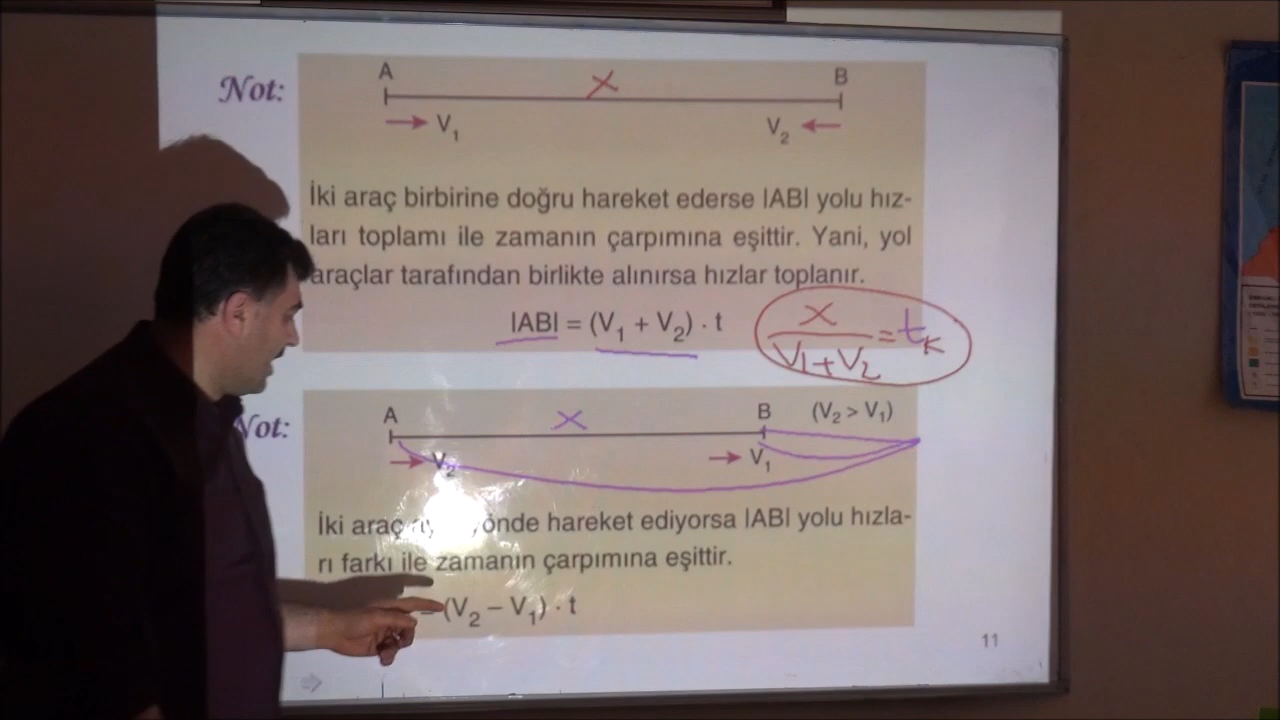 Not:
A X B
V₁ V₂
İki araç birbirine doğru hareket ederse |AB| yolu hız-
ları toplamı ile zamanın çarpımına eşittir. Yani, yol
araçlar tarafından birlikte alınırsa hızlar toplanır.
|AB| = (V₁ + V₂) · t
X / V₁+V₂ = tK
Not:
A X B (V₂ > V₁)
V₂ V₁
İki araç yönde hareket ediyorsa |AB| yolu hızla-
rı farkı ile zamanın çarpımına eşittir.
= (V₂ – V₁) · t
11